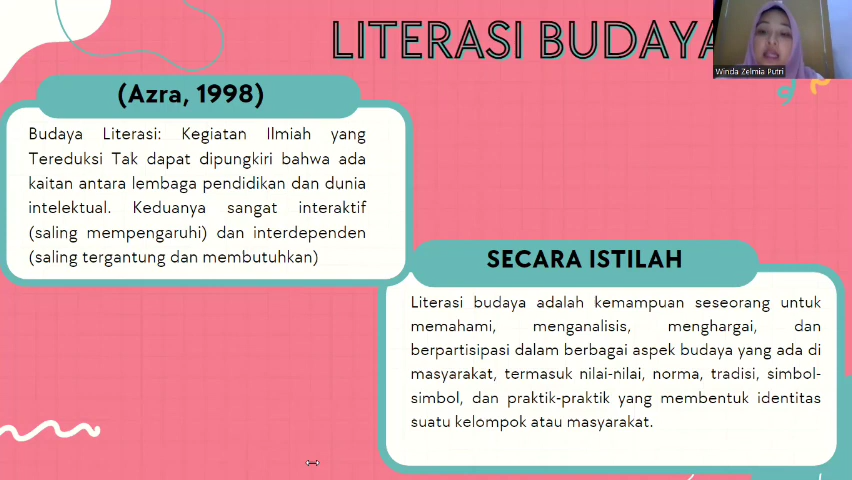 LITERASI BUDAYA
Winda Zelmia Putri
(Azra, 1998)
Budaya Literasi: Kegiatan Ilmiah yang
Tereduksi Tak dapat dipungkiri bahwa ada
kaitan antara lembaga pendidikan dan dunia
intelektual. Keduanya sangat interaktif
(saling mempengaruhi) dan interdependen
(saling tergantung dan membutuhkan)
SECARA ISTILAH
Literasi budaya adalah kemampuan seseorang untuk
memahami, menganalisis, menghargai, dan
berpartisipasi dalam berbagai aspek budaya yang ada di
masyarakat, termasuk nilai-nilai, norma, tradisi, simbol-
simbol, dan praktik-praktik yang membentuk identitas
suatu kelompok atau masyarakat.